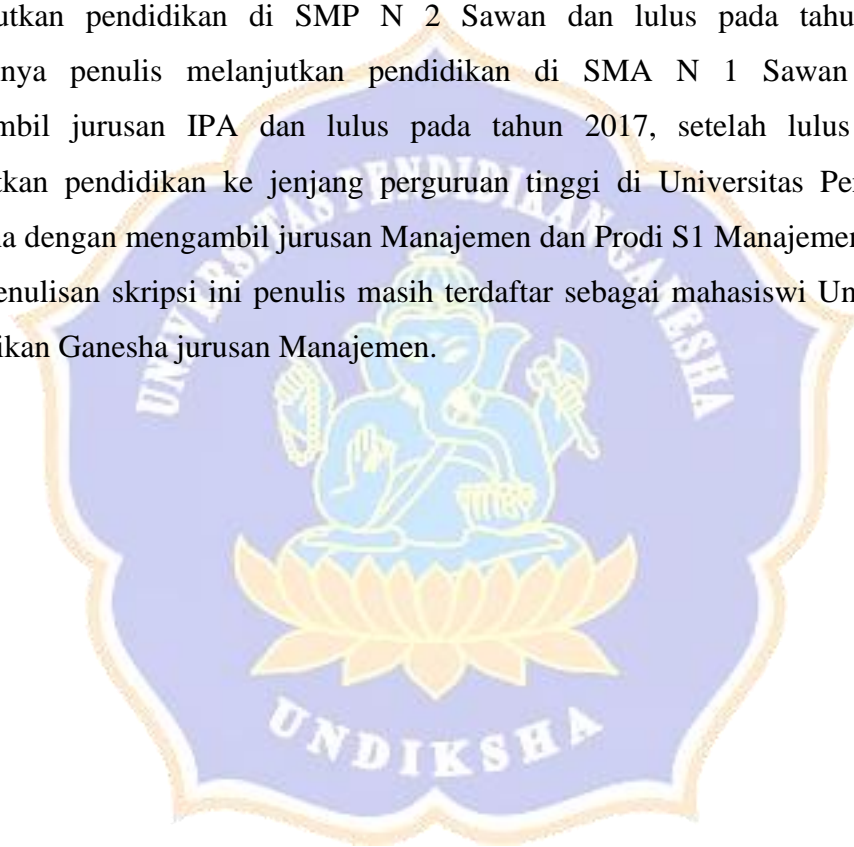 utkan pendidikan di SMP N 2 Sawan dan lulus pada tahu
nya penulis melanjutkan pendidikan di SMA N 1 Sawan
mbil jurusan IPA dan lulus pada tahun 2017, setelah lulus
tkan pendidikan ke jenjang perguruan tinggi di Universitas Pe
a dengan mengambil jurusan Manajemen dan Prodi S1 Manajemen
enulisan skripsi ini penulis masih terdaftar sebagai mahasiswi Un
ikan Ganesha jurusan Manajemen.
UNIVERSITAS PENDIDIKAN GANESHA
UNDIKSHA